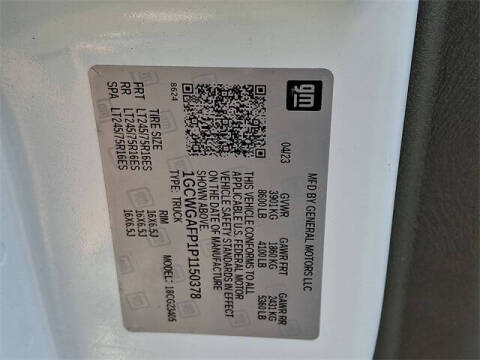 gm
MFD BY GENERAL MOTORS LLC
04/23
GVWR GAWR FRT GAWR RR
3901 KG 1860 KG 2431 KG
8600 LB 4100 LB 5360 LB
THIS VEHICLE CONFORMS TO ALL
APPLICABLE U.S. FEDERAL MOTOR
VEHICLE SAFETY STANDARDS IN EFFECT
ON THE DATE OF MANUFACTURE
SHOWN ABOVE.
1GCWGAFP1P1150378
TYPE: TRUCK MODEL: 18CG23405
8624
TIRE SIZE RIM
FRT LT245/75R16ES 16X6.5J
RR LT245/75R16ES 16X6.5J
SPA LT245/75R16ES 16X6.5J